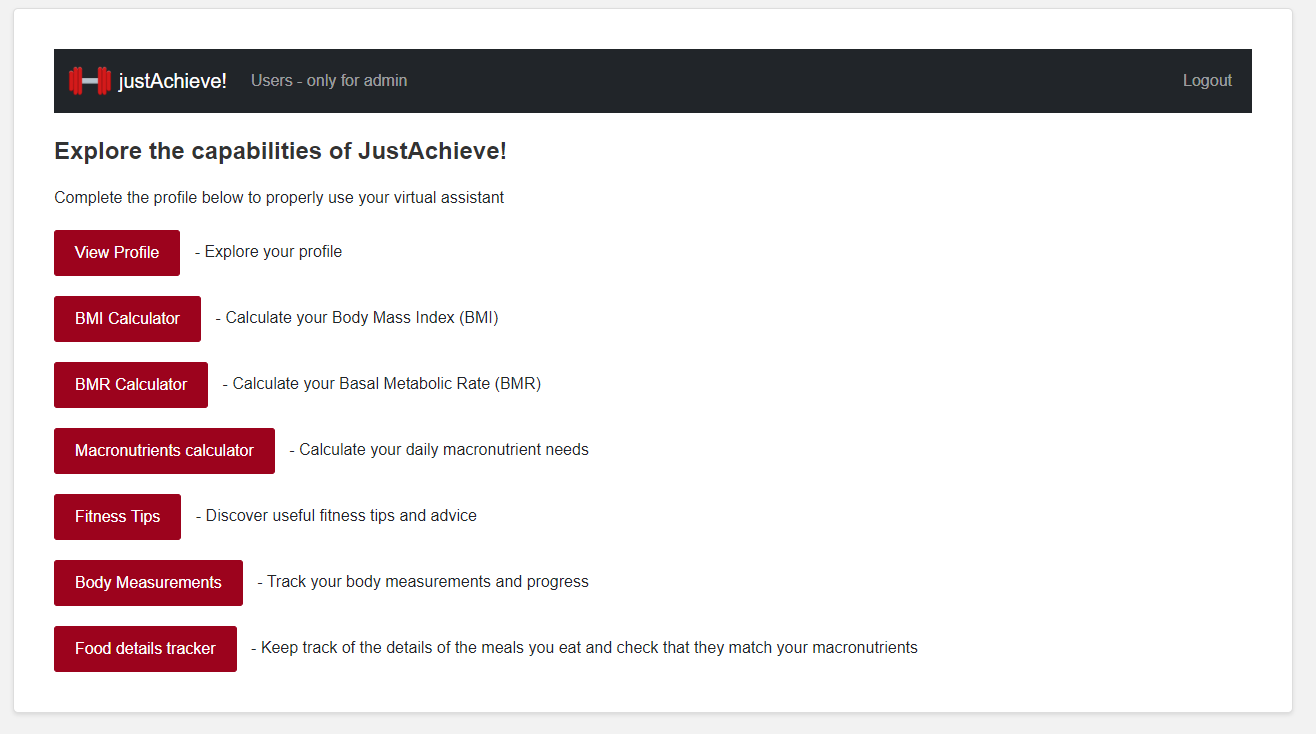 justAchieve! Users - only for admin Logout
Explore the capabilities of JustAchieve!
Complete the profile below to properly use your virtual assistant
View Profile - Explore your profile
BMI Calculator - Calculate your Body Mass Index (BMI)
BMR Calculator - Calculate your Basal Metabolic Rate (BMR)
Macronutrients calculator - Calculate your daily macronutrient needs
Fitness Tips - Discover useful fitness tips and advice
Body Measurements - Track your body measurements and progress
Food details tracker - Keep track of the details of the meals you eat and check that they match your macronutrients